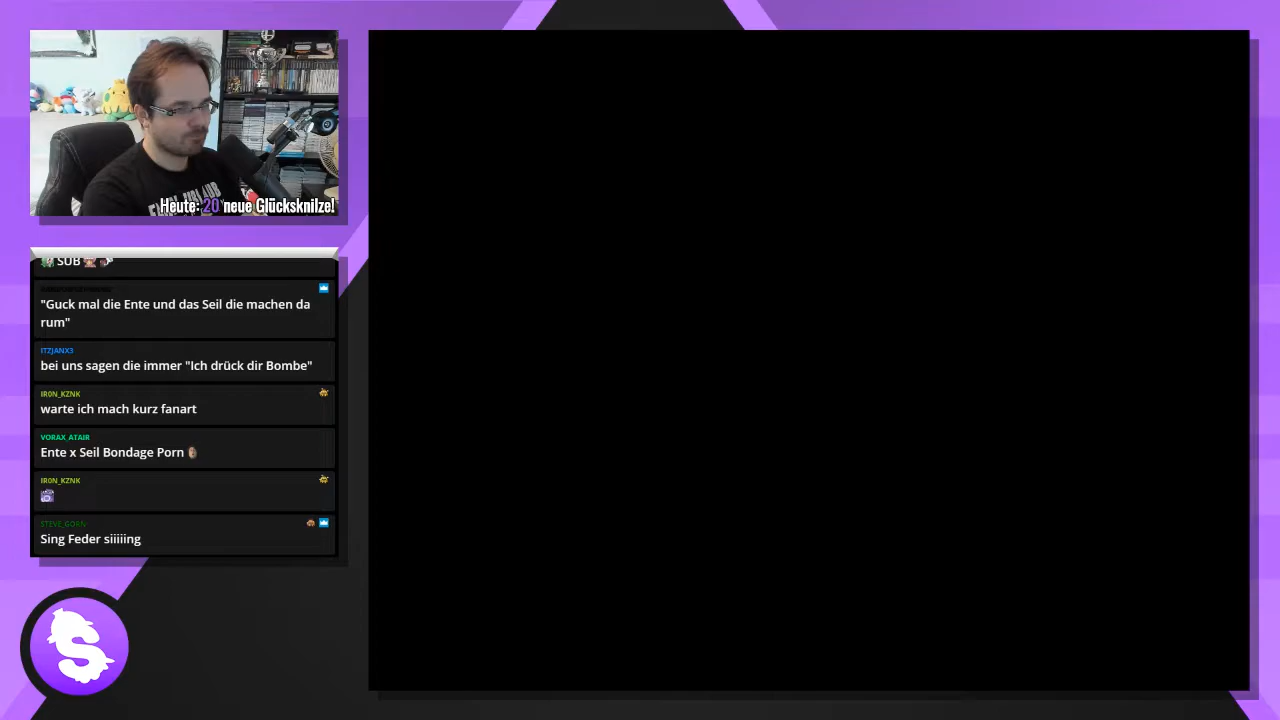 Heute: 20 neue Glücksknilze!
SUB
"Guck mal die Ente und das Seil die machen da
rum"
ITZJANX3
bei uns sagen die immer "Ich drück dir Bombe"
IR0N_KZNK
warte ich mach kurz fanart
VORAX_ATAIR
Ente x Seil Bondage Porn
IR0N_KZNK
STEVE_GORN
Sing Feder siiiiing
S